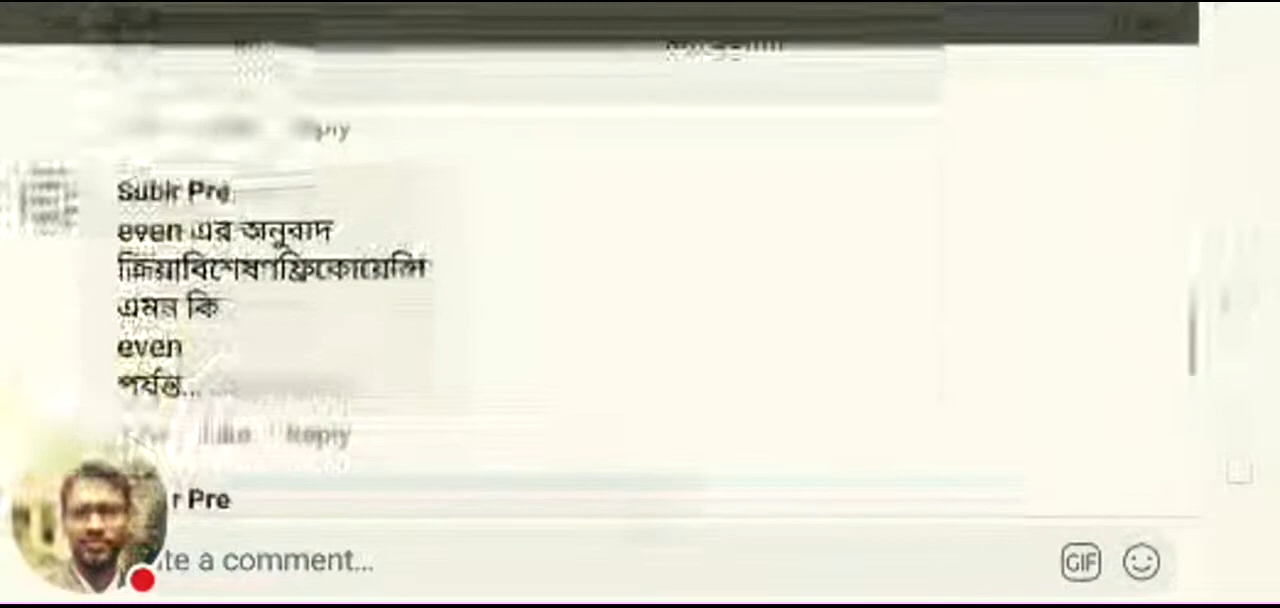 Subir Pre
even এর অনুবাদ
ক্রিয়াবিশেষণফ্রিকোয়েন্সি
এমন কি
even
পর্যন্ত...
Like Reply
r Pre
te a comment...
GIF